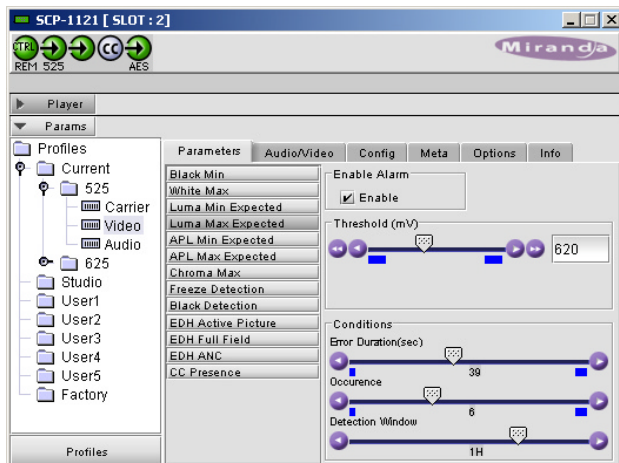 SCP-1121 [ SLOT : 2]
CTRL CC
REM 525 AES
Miranda
Player
Params
Profiles
Current
525
Carrier
Video
Audio
625
Studio
User1
User2
User3
User4
User5
Factory
Profiles
Parameters Audio/Video Config Meta Options Info
Black Min
White Max
Luma Min Expected
Luma Max Expected
APL Min Expected
APL Max Expected
Chroma Max
Freeze Detection
Black Detection
EDH Active Picture
EDH Full Field
EDH ANC
CC Presence
Enable Alarm
Enable
Threshold (mV)
620
Conditions
Error Duration(sec)
39
Occurence
6
Detection Window
1H